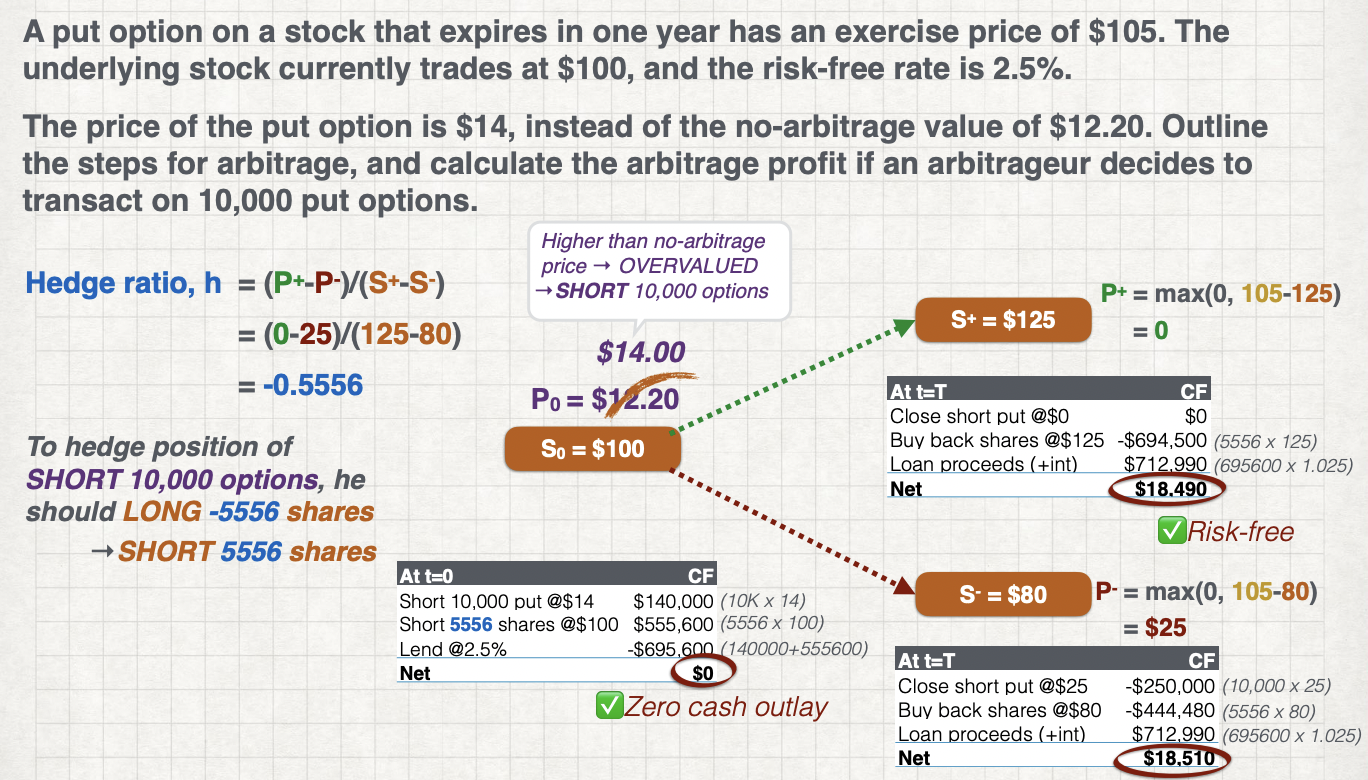 A put option on a stock that expires in one year has an exercise price of $105. The
underlying stock currently trades at $100, and the risk-free rate is 2.5%.
The price of the put option is $14, instead of the no-arbitrage value of $12.20. Outline
the steps for arbitrage, and calculate the arbitrage profit if an arbitrageur decides to
transact on 10,000 put options.
Higher than no-arbitrage
price → OVERVALUED
→ SHORT 10,000 options
Hedge ratio, h = (P⁺-P⁻)/(S⁺-S⁻)
= (0-25)/(125-80)
= -0.5556
To hedge position of
SHORT 10,000 options, he
should LONG -5556 shares
→ SHORT 5556 shares
$14.00
P₀ = $12.20
S₀ = $100
At t=0 CF
Short 10,000 put @$14 $140,000 (10K x 14)
Short 5556 shares @$100 $555,600 (5556 x 100)
Lend @2.5% -$695,600 (140000+555600)
Net $0
✅Zero cash outlay
S⁺ = $125
P⁺ = max(0, 105-125)
= 0
At t=T CF
Close short put @$0 $0
Buy back shares @$125 -$694,500 (5556 x 125)
Loan proceeds (+int) $712,990 (695600 x 1.025)
Net $18,490
✅Risk-free
S⁻ = $80
P⁻ = max(0, 105-80)
= $25
At t=T CF
Close short put @$25 -$250,000 (10,000 x 25)
Buy back shares @$80 -$444,480 (5556 x 80)
Loan proceeds (+int) $712,990 (695600 x 1.025)
Net $18,510